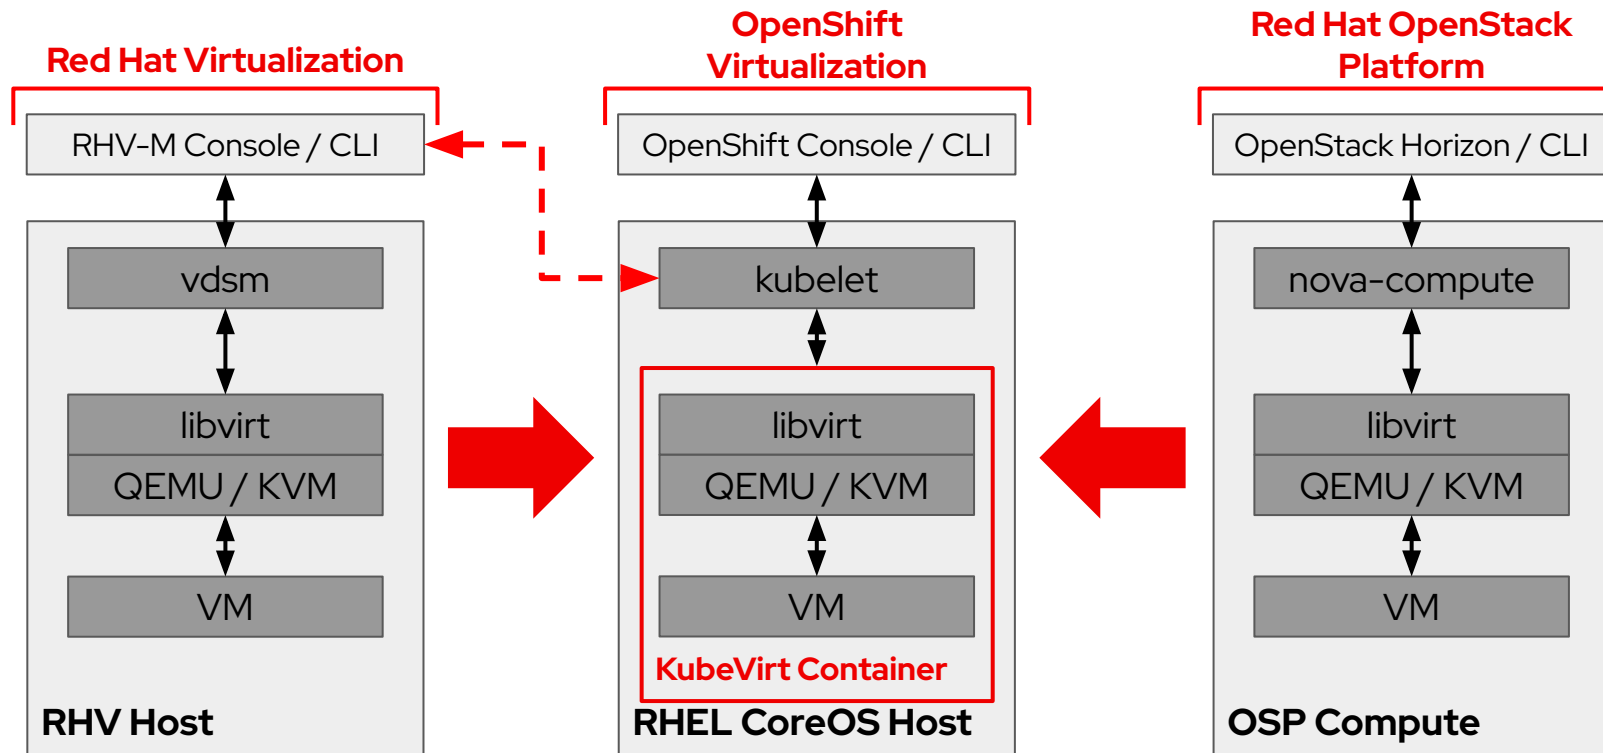 Red Hat Virtualization
RHV-M Console / CLI
vdsm
libvirt
QEMU / KVM
VM
RHV Host
OpenShift
Virtualization
OpenShift Console / CLI
kubelet
libvirt
QEMU / KVM
VM
KubeVirt Container
RHEL CoreOS Host
Red Hat OpenStack
Platform
OpenStack Horizon / CLI
nova-compute
libvirt
QEMU / KVM
VM
OSP Compute